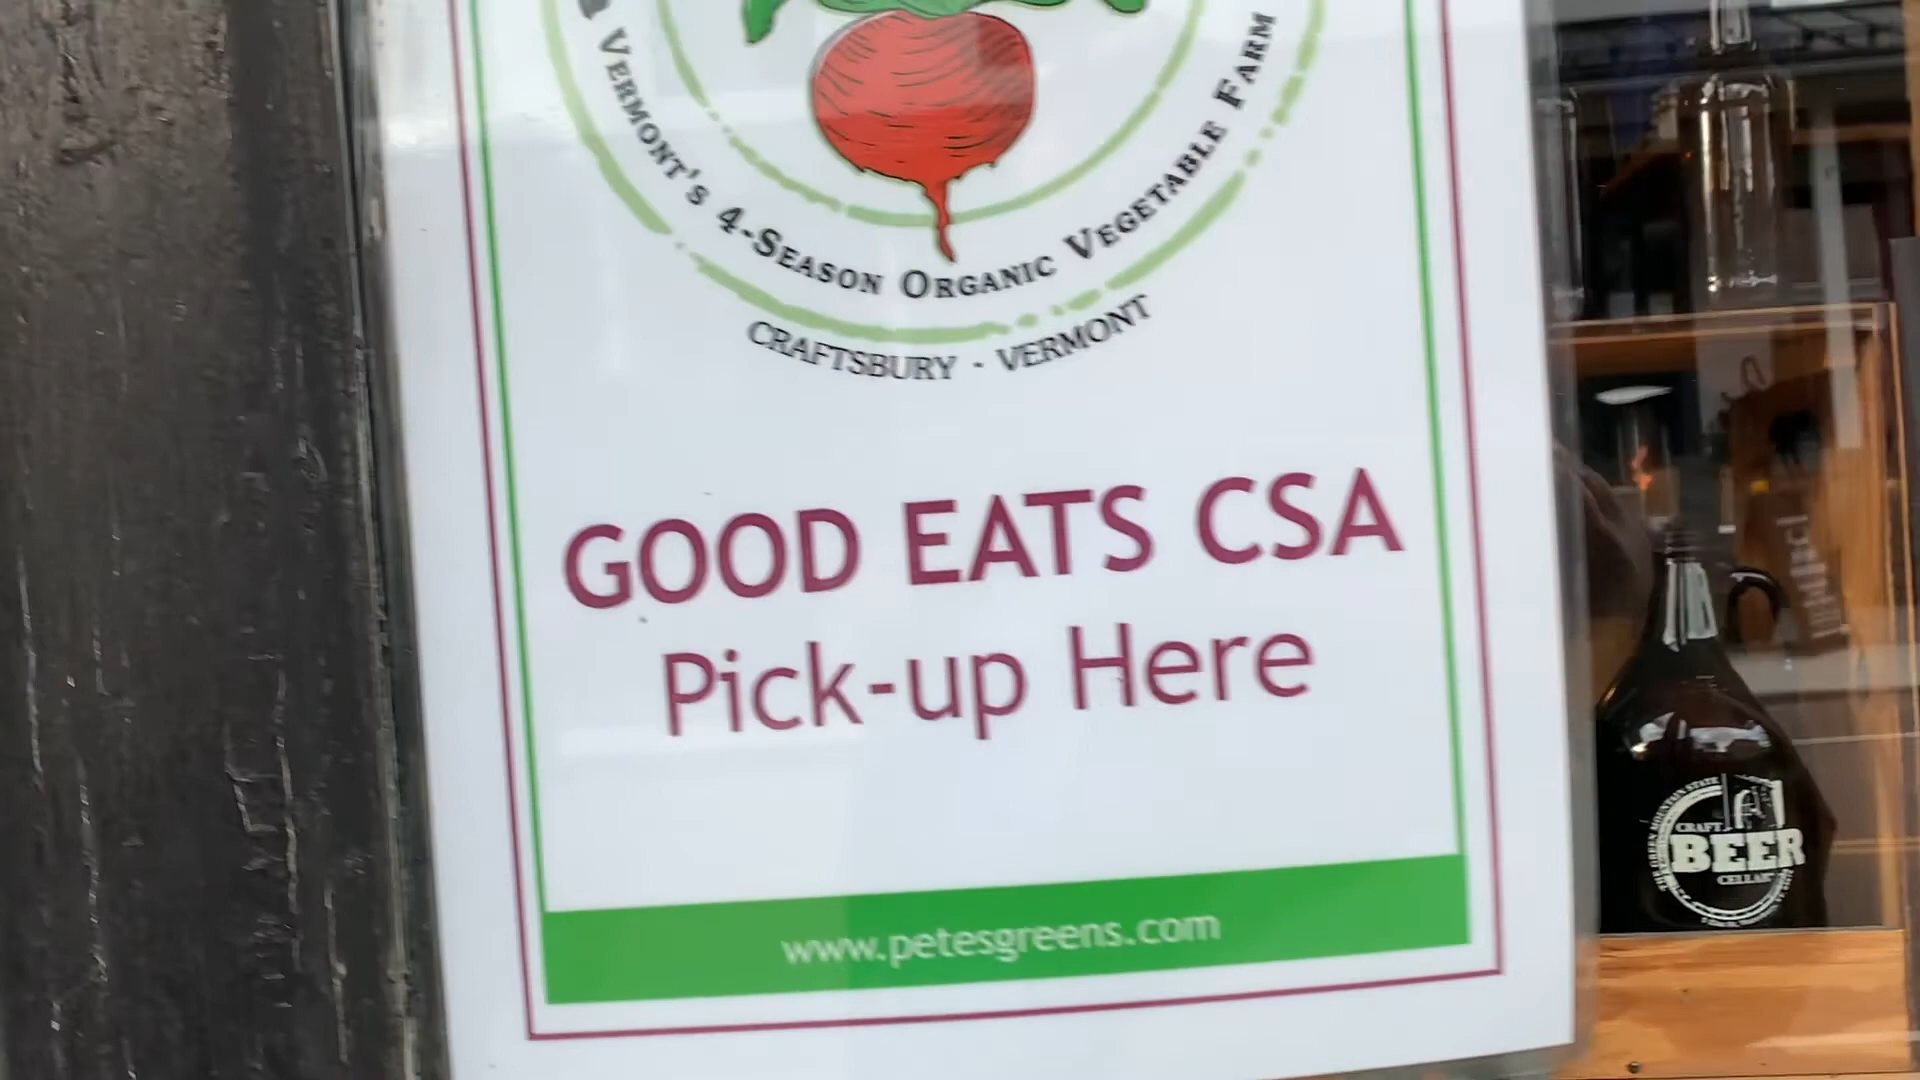 VERMONT'S 4-SEASON ORGANIC VEGETABLE FARM
CRAFTSBURY · VERMONT
GOOD EATS CSA
Pick-up Here
www.petesgreens.com
CRAFT
BEER
CELLAR